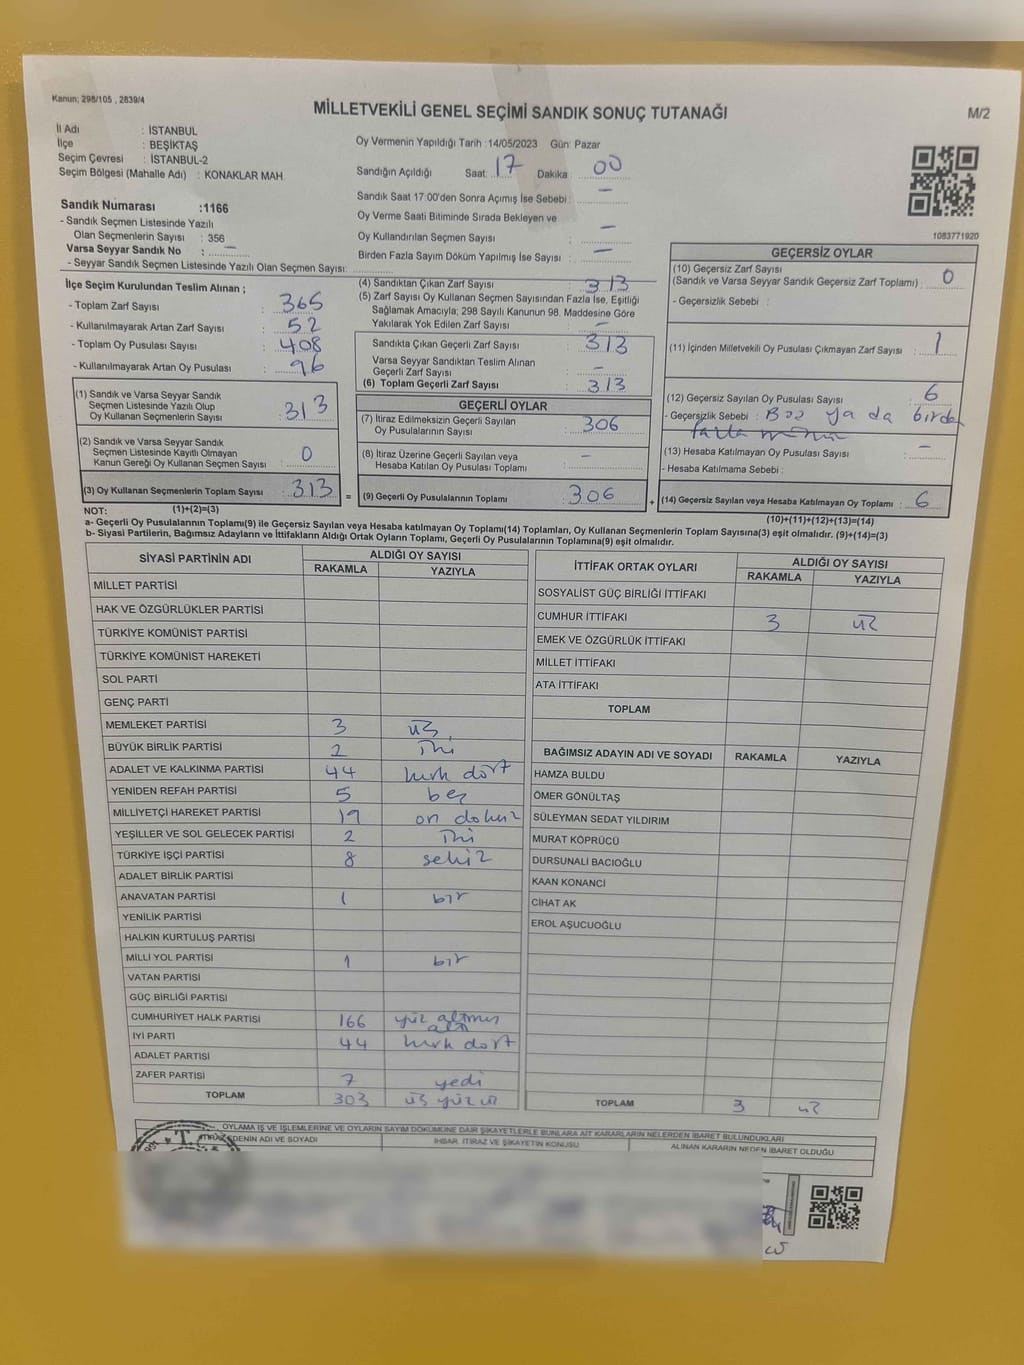 Kanun; 298/105 , 2839/4
MİLLETVEKİLİ GENEL SEÇİMİ SANDIK SONUÇ TUTANAĞI
M/2
İl Adı : İSTANBUL
İlçe : BEŞİKTAŞ
Seçim Çevresi : İSTANBUL-2
Seçim Bölgesi (Mahalle Adı) : KONAKLAR MAH.
Oy Vermenin Yapıldığı Tarih :14/05/2023 Gün: Pazar
Sandığın Açıldığı Saat: 17 Dakika: 00
Sandık Saat 17:00'den Sonra Açımış İse Sebebi : –
Oy Verme Saati Bitiminde Sırada Bekleyen ve
Oy Kullandırılan Seçmen Sayısı : –
Birden Fazla Sayım Döküm Yapılmış İse Sayısı : –
Sandık Numarası :1166
- Sandık Seçmen Listesinde Yazılı
Olan Seçmenlerin Sayısı : 356
Varsa Seyyar Sandık No : –
- Seyyar Sandık Seçmen Listesinde Yazılı Olan Seçmen Sayısı:
1083771920
İlçe Seçim Kurulundan Teslim Alınan ;
- Toplam Zarf Sayısı : 365
- Kullanılmayarak Artan Zarf Sayısı : 52
- Toplam Oy Pusulası Sayısı : 408
- Kullanılmayarak Artan Oy Pusulası : 96
(1) Sandık ve Varsa Seyyar Sandık
Seçmen Listesinde Yazılı Olup
Oy Kullanan Seçmenlerin Sayısı : 313
(2) Sandık ve Varsa Seyyar Sandık
Seçmen Listesinde Kayıtlı Olmayan
Kanun Gereği Oy Kullanan Seçmen Sayısı : 0
(3) Oy Kullanan Seçmenlerin Toplam Sayısı : 313
(1)+(2)=(3)
(4) Sandıktan Çıkan Zarf Sayısı : 313
(5) Zarf Sayısı Oy Kullanan Seçmen Sayısından Fazla İse, Eşitliği
Sağlamak Amacıyla; 298 Sayılı Kanunun 98. Maddesine Göre
Yakılarak Yok Edilen Zarf Sayısı : –
Sandıkta Çıkan Geçerli Zarf Sayısı : 313
Varsa Seyyar Sandıktan Teslim Alınan
Geçerli Zarf Sayısı : –
(6) Toplam Geçerli Zarf Sayısı : 313
GEÇERLİ OYLAR
(7) İtiraz Edilmeksizin Geçerli Sayılan
Oy Pusulalarının Sayısı : 306
(8) İtiraz Üzerine Geçerli Sayılan veya
Hesaba Katılan Oy Pusulası Toplamı : –
= (9) Geçerli Oy Pusulalarının Toplamı : 306
GEÇERSİZ OYLAR
(10) Geçersiz Zarf Sayısı
(Sandık ve Varsa Seyyar Sandık Geçersiz Zarf Toplamı) : 0
- Geçersizlik Sebebi :
(11) İçinden Milletvekili Oy Pusulası Çıkmayan Zarf Sayısı : 1
(12) Geçersiz Sayılan Oy Pusulası Sayısı : 6
- Geçersizlik Sebebi : Boş ya da birden
fazla mühür
(13) Hesaba Katılmayan Oy Pusulası Sayısı : –
- Hesaba Katılmama Sebebi :
+ (14) Geçersiz Sayılan veya Hesaba Katılmayan Oy Toplamı : 6
(10)+(11)+(12)+(13)=(14)
NOT:
a- Geçerli Oy Pusulalarının Toplamı(9) ile Geçersiz Sayılan veya Hesaba katılmayan Oy Toplamı(14) Toplamları, Oy Kullanan Seçmenlerin Toplam Sayısına(3) eşit olmalıdır. (9)+(14)=(3)
b- Siyasi Partilerin, Bağımsız Adayların ve İttifakların Aldığı Ortak Oyların Toplamı, Geçerli Oy Pusulalarının Toplamına(9) eşit olmalıdır.
SİYASİ PARTİNİN ADI ALDIĞI OY SAYISI
RAKAMLA YAZIYLA
MİLLET PARTİSİ
HAK VE ÖZGÜRLÜKLER PARTİSİ
TÜRKİYE KOMÜNİST PARTİSİ
TÜRKİYE KOMÜNİST HAREKETİ
SOL PARTİ
GENÇ PARTİ
MEMLEKET PARTİSİ 3 üç
BÜYÜK BİRLİK PARTİSİ 2 iki
ADALET VE KALKINMA PARTİSİ 44 kırk dört
YENİDEN REFAH PARTİSİ 5 beş
MİLLİYETÇİ HAREKET PARTİSİ 19 on dokuz
YEŞİLLER VE SOL GELECEK PARTİSİ 2 iki
TÜRKİYE İŞÇİ PARTİSİ 8 sekiz
ADALET BİRLİK PARTİSİ
ANAVATAN PARTİSİ 1 bir
YENİLİK PARTİSİ
HALKIN KURTULUŞ PARTİSİ
MİLLİ YOL PARTİSİ 1 bir
VATAN PARTİSİ
GÜÇ BİRLİĞİ PARTİSİ
CUMHURİYET HALK PARTİSİ 166 yüz altmış
altı
İYİ PARTİ 44 kırk dört
ADALET PARTİSİ
ZAFER PARTİSİ 7 yedi
TOPLAM 303 üç yüz üç
İTTİFAK ORTAK OYLARI ALDIĞI OY SAYISI
RAKAMLA YAZIYLA
SOSYALİST GÜÇ BİRLİĞİ İTTİFAKI
CUMHUR İTTİFAKI 3 üç
EMEK VE ÖZGÜRLÜK İTTİFAKI
MİLLET İTTİFAKI
ATA İTTİFAKI
TOPLAM
BAĞIMSIZ ADAYIN ADI VE SOYADI RAKAMLA YAZIYLA
HAMZA BULDU
ÖMER GÖNÜLTAŞ
SÜLEYMAN SEDAT YILDIRIM
MURAT KÖPRÜCÜ
DURSUNALİ BACIOĞLU
KAAN KONANCİ
CİHAT AK
EROL AŞUCUOĞLU
TOPLAM 3 üç
OYLAMA İŞ VE İŞLEMLERİNE VE OYLARIN SAYIM DÖKÜMÜNE DAİR ŞİKAYETLERLE BUNLARA AİT KARARLARIN NELERDEN İBARET BULUNDUKLARI
İTİRAZ EDENİN ADI VE SOYADI İHBAR, İTİRAZ VE ŞİKAYETİN KONUSU ALINAN KARARIN NEDEN İBARET OLDUĞU